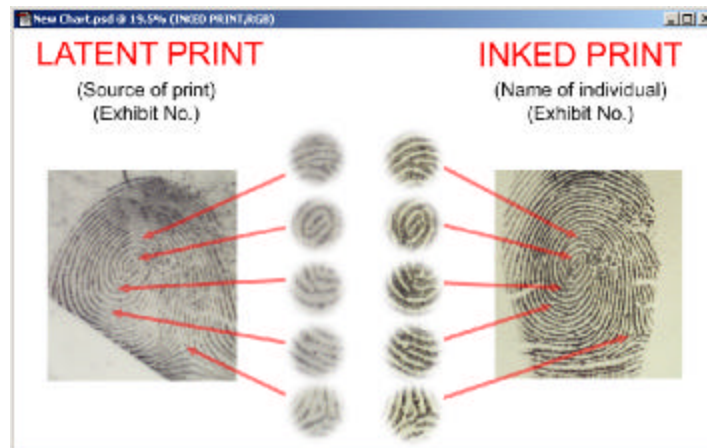 New Chart.psd @ 19.5% (INKED PRINT,RGB)
LATENT PRINT
(Source of print)
(Exhibit No.)
INKED PRINT
(Name of individual)
(Exhibit No.)